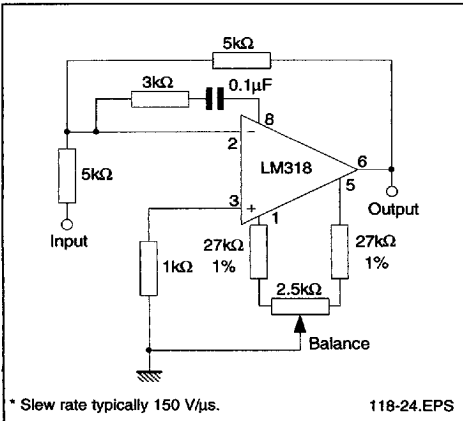 5kΩ
3kΩ
0.1µF
8
2
−
LM318
6
5kΩ
5
3
+
1
Output
Input
27kΩ
1%
27kΩ
1%
1kΩ
2.5kΩ
Balance
* Slew rate typically 150 V/µs.
118-24.EPS